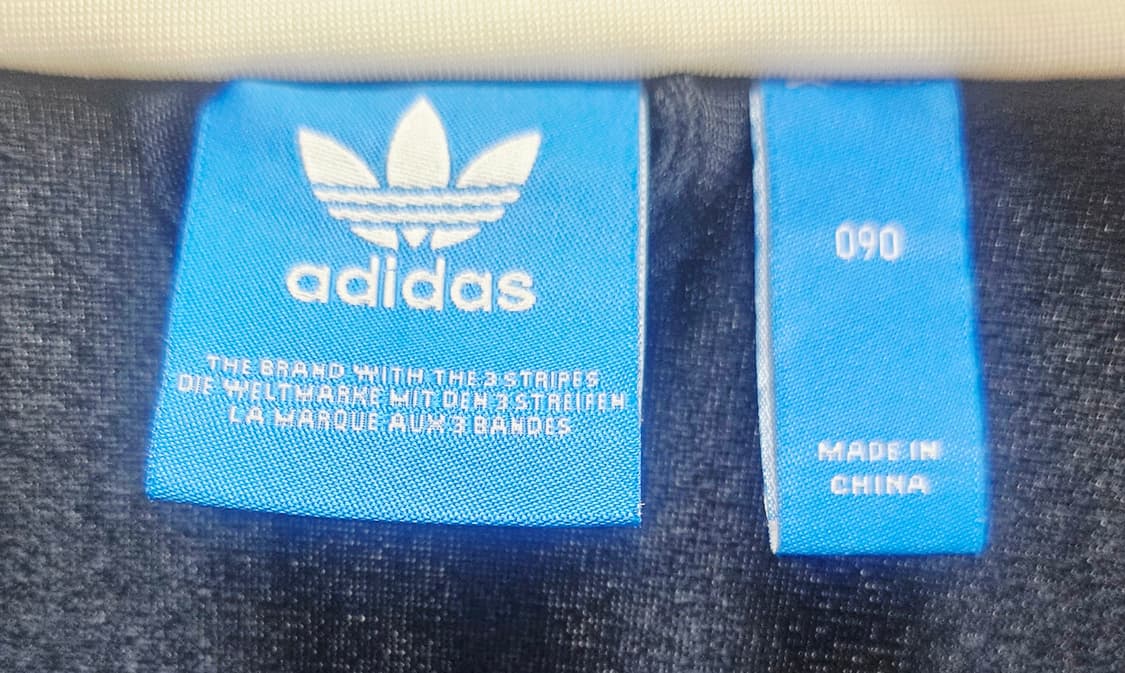 adidas
THE BRAND WITH THE 3 STRIPES
DIE WELTMARKE MIT DEN 3 STREIFEN
LA MARQUE AUX 3 BANDES
090
MADE IN
CHINA